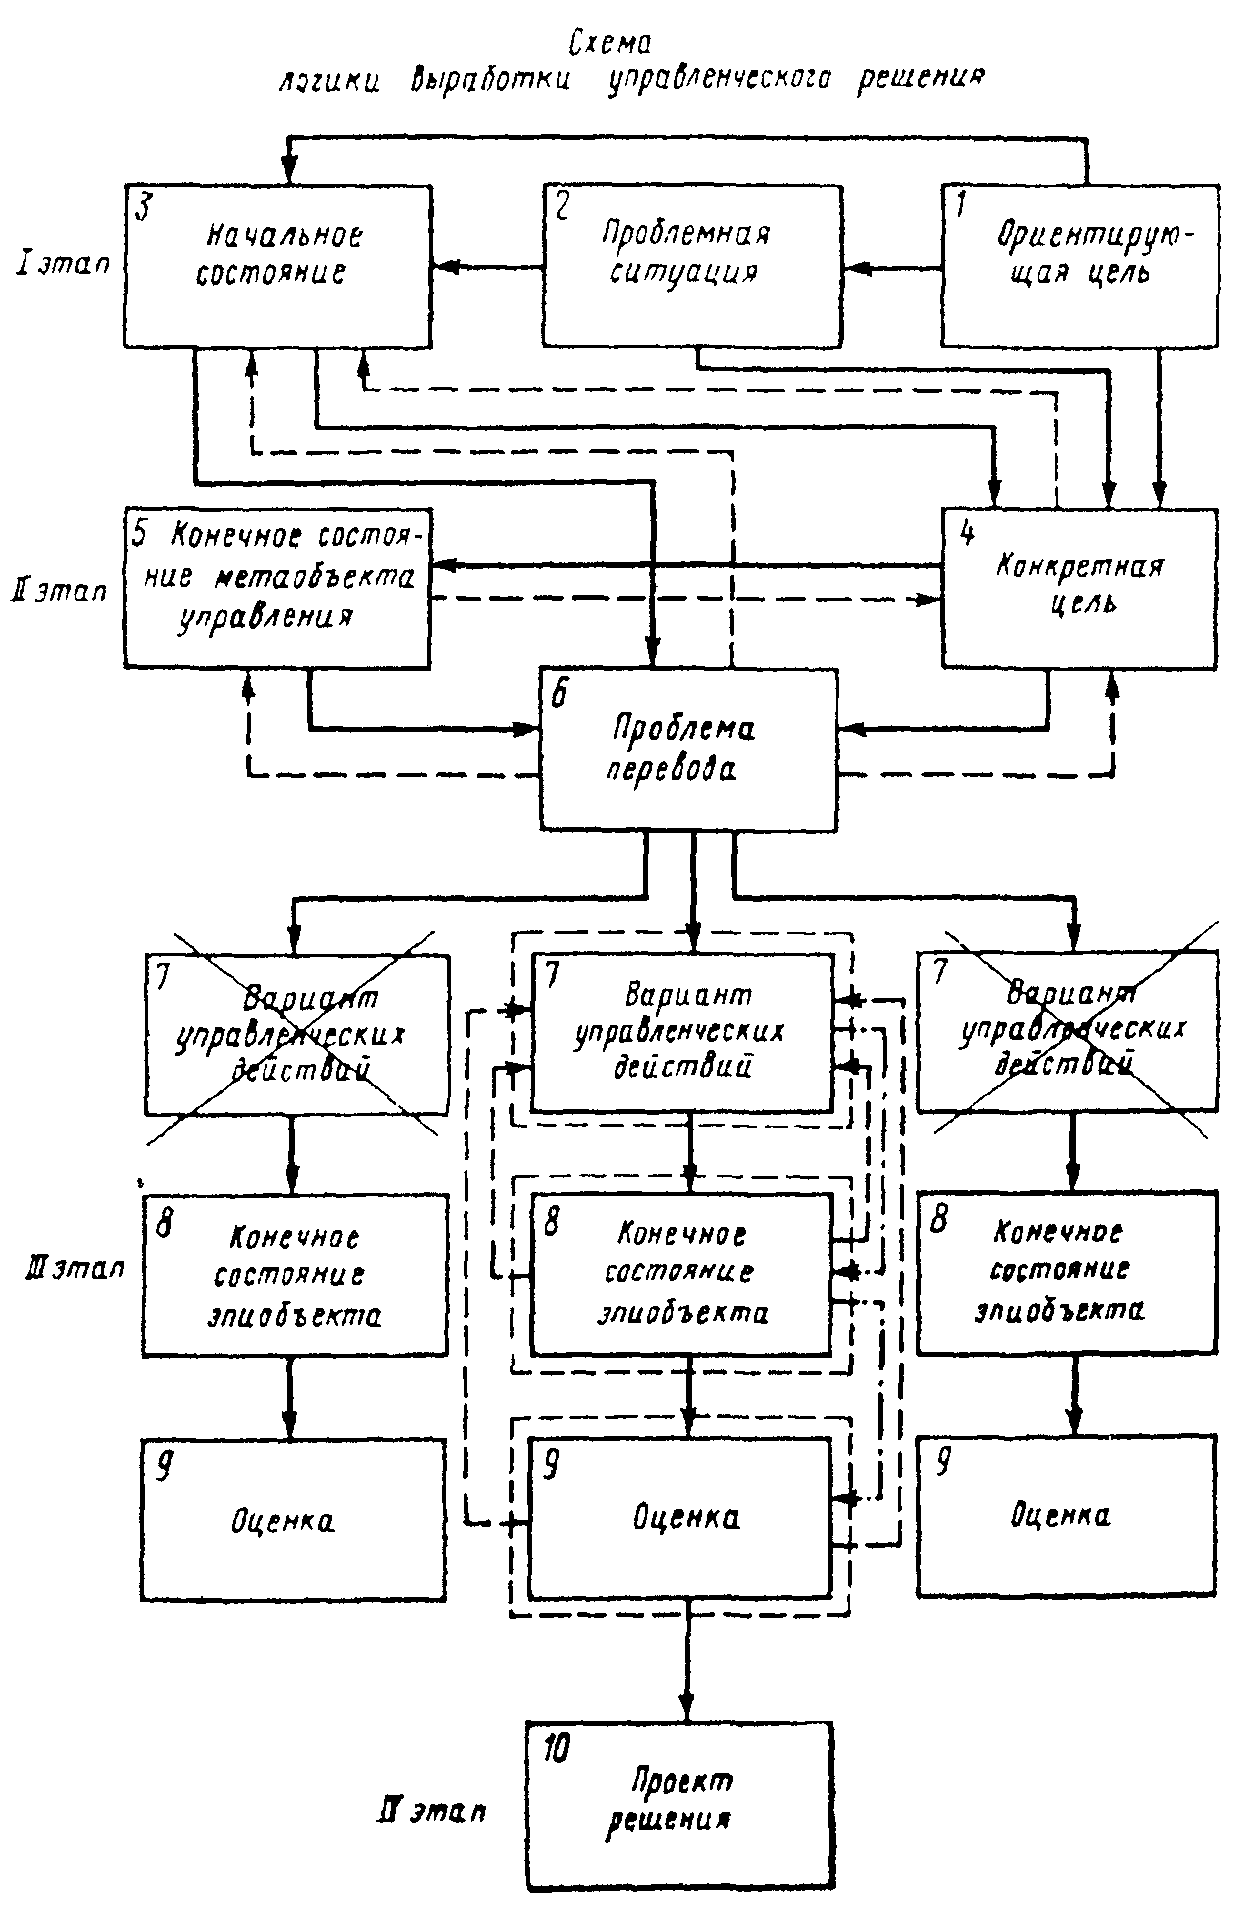 Схема
логики выработки управленческого решения
3
Начальное
состояние
2
Проблемная
ситуация
1
Ориентирую-
щая цель
I этап
5 Конечное состоя-
ние метаобъекта
управления
4
Конкретная
цель
II этап
6
Проблема
перевода
7
Вариант
управленческих
действий
7
Вариант
управленческих
действий
7
Вариант
управленческих
действий
8
Конечное
состояние
эпиобъекта
8
Конечное
состояние
эпиобъекта
8
Конечное
состояние
эпиобъекта
III этап
9
Оценка
9
Оценка
9
Оценка
10
Проект
решения
IV этап